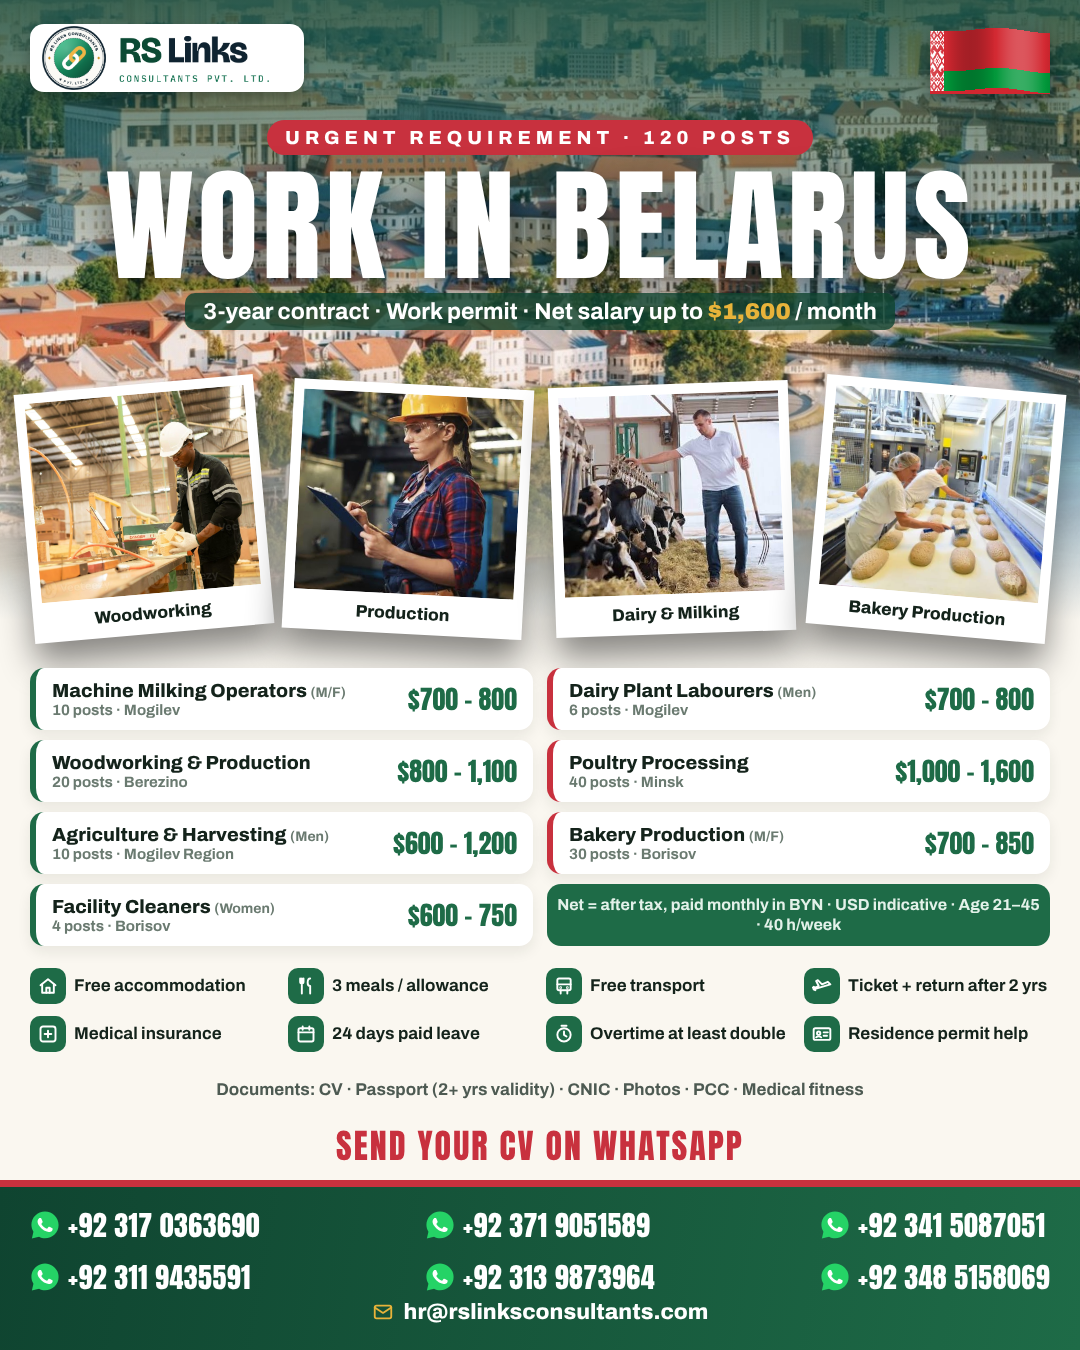 RS LINKS CONSULTANTS
PVT. LTD.
RS Links
CONSULTANTS PVT. LTD.
URGENT REQUIREMENT · 120 POSTS
WORK IN BELARUS
3-year contract · Work permit · Net salary up to $1,600 / month
Woodworking
Production
Dairy & Milking
Bakery Production
Machine Milking Operators (M/F)
10 posts · Mogilev
$700 - 800
Dairy Plant Labourers (Men)
6 posts · Mogilev
$700 - 800
Woodworking & Production
20 posts · Berezino
$800 - 1,100
Poultry Processing
40 posts · Minsk
$1,000 - 1,600
Agriculture & Harvesting (Men)
10 posts · Mogilev Region
$600 - 1,200
Bakery Production (M/F)
30 posts · Borisov
$700 - 850
Facility Cleaners (Women)
4 posts · Borisov
$600 - 750
Net = after tax, paid monthly in BYN · USD indicative · Age 21–45
· 40 h/week
Free accommodation
3 meals / allowance
Free transport
Ticket + return after 2 yrs
Medical insurance
24 days paid leave
Overtime at least double
Residence permit help
Documents: CV · Passport (2+ yrs validity) · CNIC · Photos · PCC · Medical fitness
SEND YOUR CV ON WHATSAPP
+92 317 0363690
+92 371 9051589
+92 341 5087051
+92 311 9435591
+92 313 9873964
+92 348 5158069
hr@rslinksconsultants.com